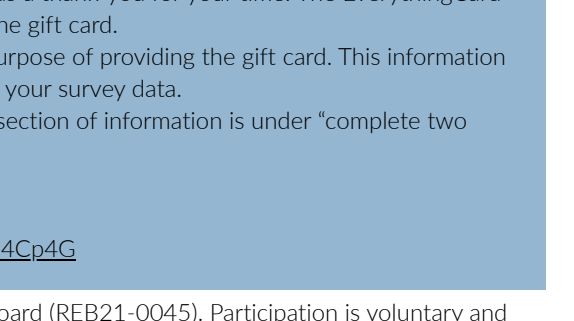 as a thank you for your time. The EverythingCard
he gift card.
urpose of providing the gift card. This information
your survey data.
section of information is under “complete two
4Cp4G
oard (REB21-0045). Participation is voluntary and